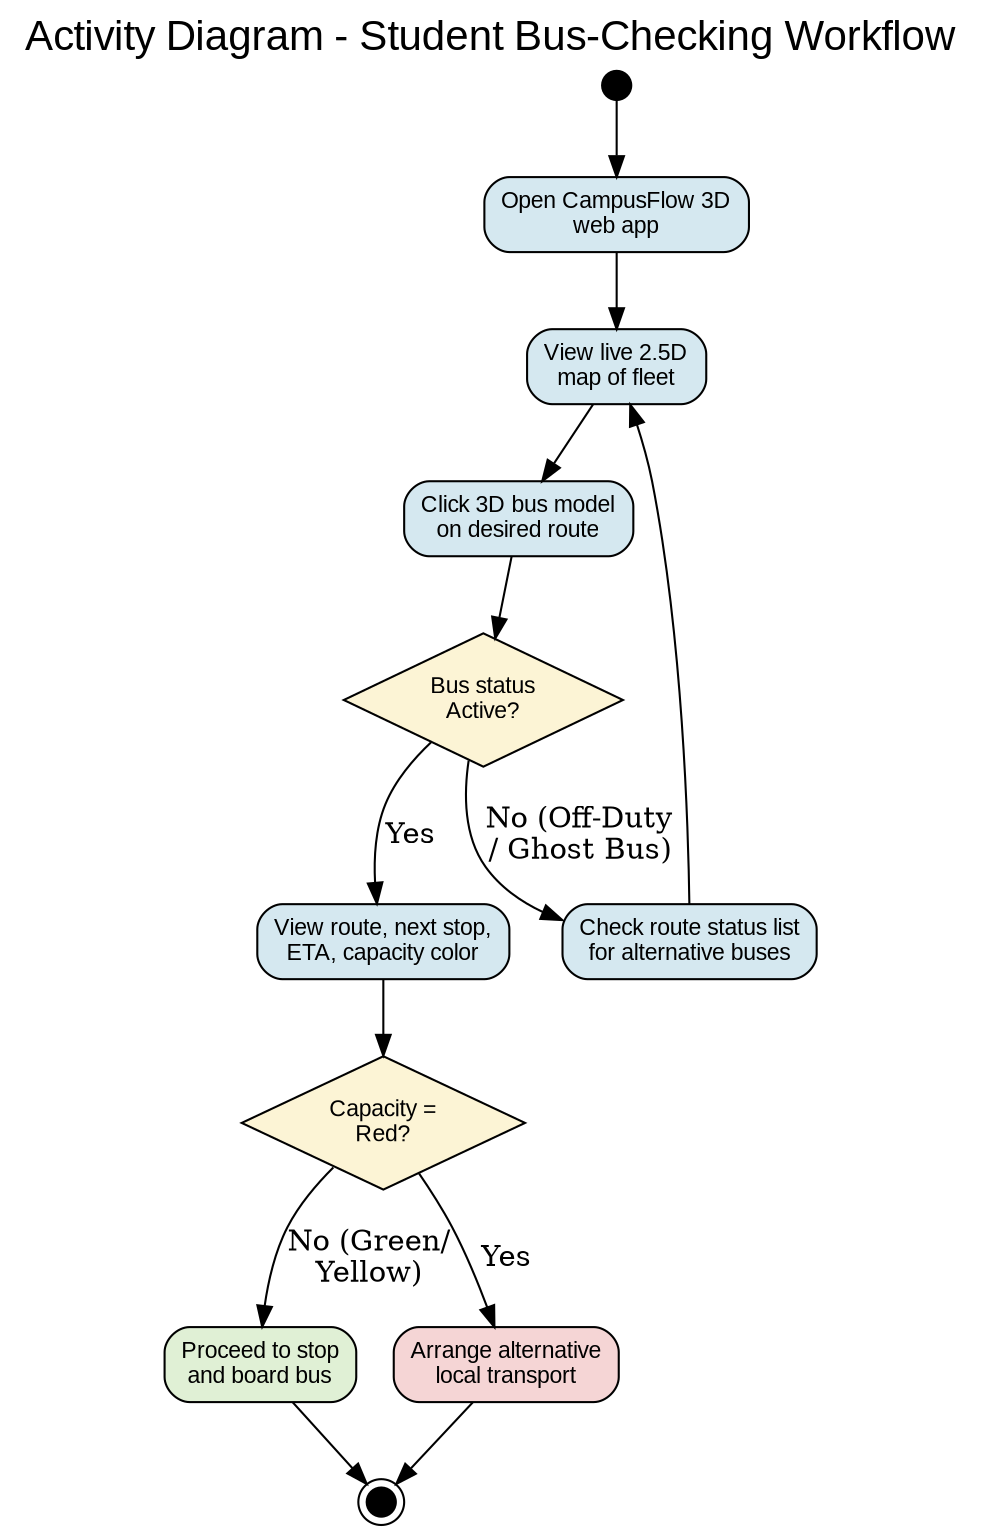 Activity Diagram - Student Bus-Checking Workflow
Open CampusFlow 3D
web app
View live 2.5D
map of fleet
Click 3D bus model
on desired route
Bus status
Active?
Yes
No (Off-Duty
/ Ghost Bus)
View route, next stop,
ETA, capacity color
Check route status list
for alternative buses
Capacity =
Red?
No (Green/
Yellow)
Yes
Proceed to stop
and board bus
Arrange alternative
local transport